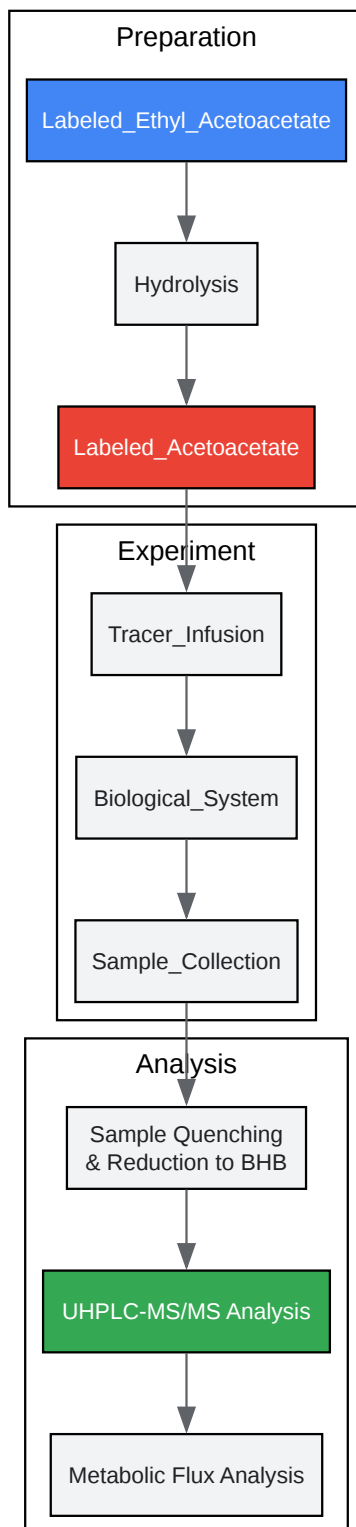 Preparation
Labeled_Ethyl_Acetoacetate
Hydrolysis
Labeled_Acetoacetate
Experiment
Tracer_Infusion
Biological_System
Sample_Collection
Analysis
Sample Quenching
& Reduction to BHB
UHPLC-MS/MS Analysis
Metabolic Flux Analysis